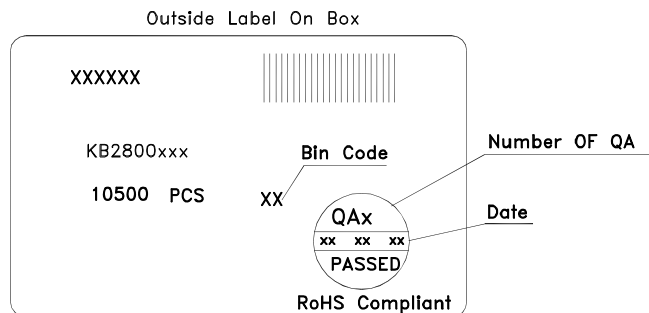 Outside Label On Box
XXXXXX
KB2800xxx
Bin Code
Number OF QA
10500 PCS
XX
QAx
Date
xx xx xx
PASSED
RoHS Compliant